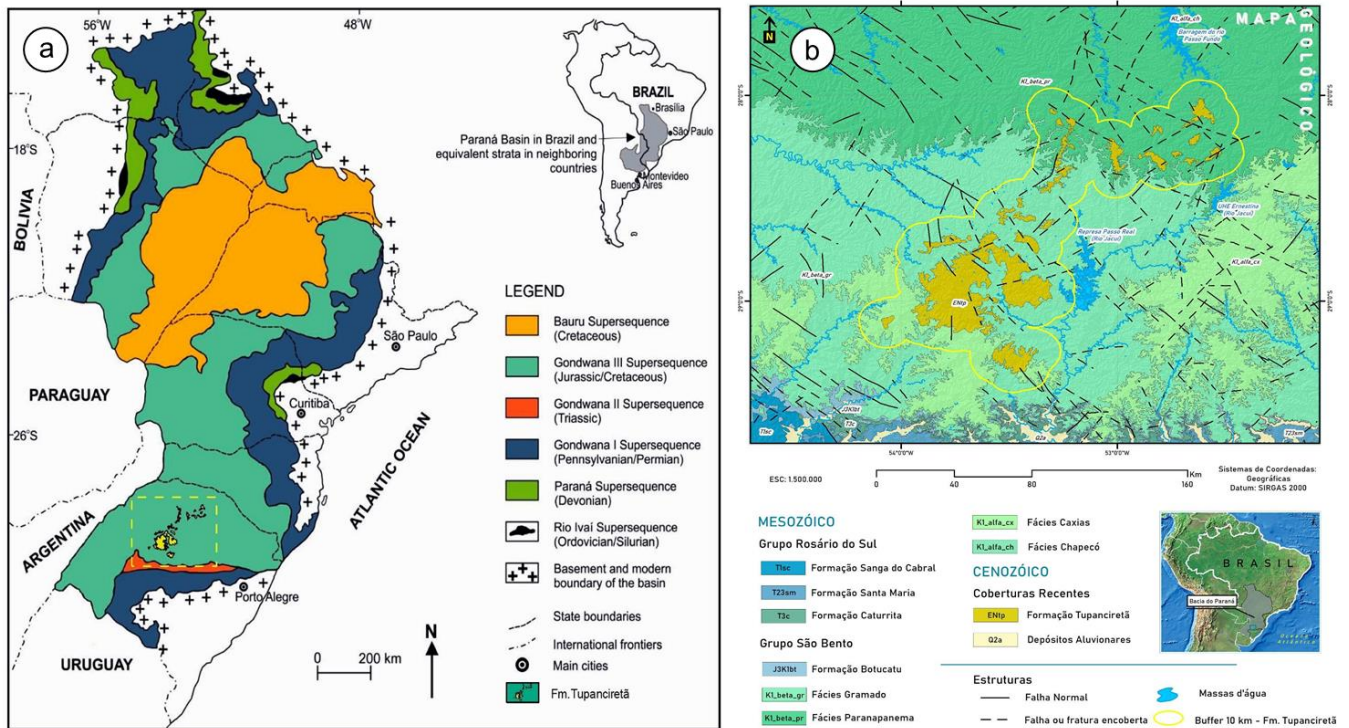 a
56°W
48°W
18°S
26°S
BOLIVIA
PARAGUAY
ARGENTINA
URUGUAY
ATLANTIC OCEAN
São Paulo
Curitiba
Porto Alegre
BRAZIL
Brasilia
São Paulo
Montevideo
Buenos Aires
Paraná Basin in Brazil and
equivalent strata in neighboring
countries
LEGEND
Bauru Supersequence
(Cretaceous)
Gondwana III Supersequence
(Jurassic/Cretaceous)
Gondwana II Supersequence
(Triassic)
Gondwana I Supersequence
(Pennsylvanian/Permian)
Paraná Supersequence
(Devonian)
Rio Ivai Supersequence
(Ordovician/Silurian)
Basement and modern
boundary of the basin
State boundaries
International frontiers
Main cities
Fm. Tupanciretã
N
0 200 km
b
N
MAPA GEOLÓGICO
K1_alfa_ch
Barragem do rio
Passo Fundo
K1_beta_pr
UHE Ernestina
(Rio Jacuí)
Represa Passo Real
(Rio Jacuí)
K1_beta_gr
K1_alfa_cx
ENtp
J3K1bt
T3c
T1sc
Q2a
T23sm
29°0'0"S
54°0'0"W
53°0'0"W
ESC: 1.500.000
0 40 80 160
Km
Sistemas de Coordenadas:
Geográficas
Datum: SIRGAS 2000
MESOZÓICO
Grupo Rosário do Sul
T1sc Formação Sanga do Cabral
T23sm Formação Santa Maria
T3c Formação Caturrita
Grupo São Bento
J3K1bt Formação Botucatu
K1_beta_gr Fácies Gramado
K1_beta_pr Fácies Paranapanema
K1_alfa_cx Fácies Caxias
K1_alfa_ch Fácies Chapecó
CENOZÓICO
Coberturas Recentes
ENtp Formação Tupanciretã
Q2a Depósitos Aluvionares
BRASIL
Bacia do Paraná
Estruturas
Falha Normal
Falha ou fratura encoberta
Massas d'água
Buffer 10 km - Fm. Tupanciretã